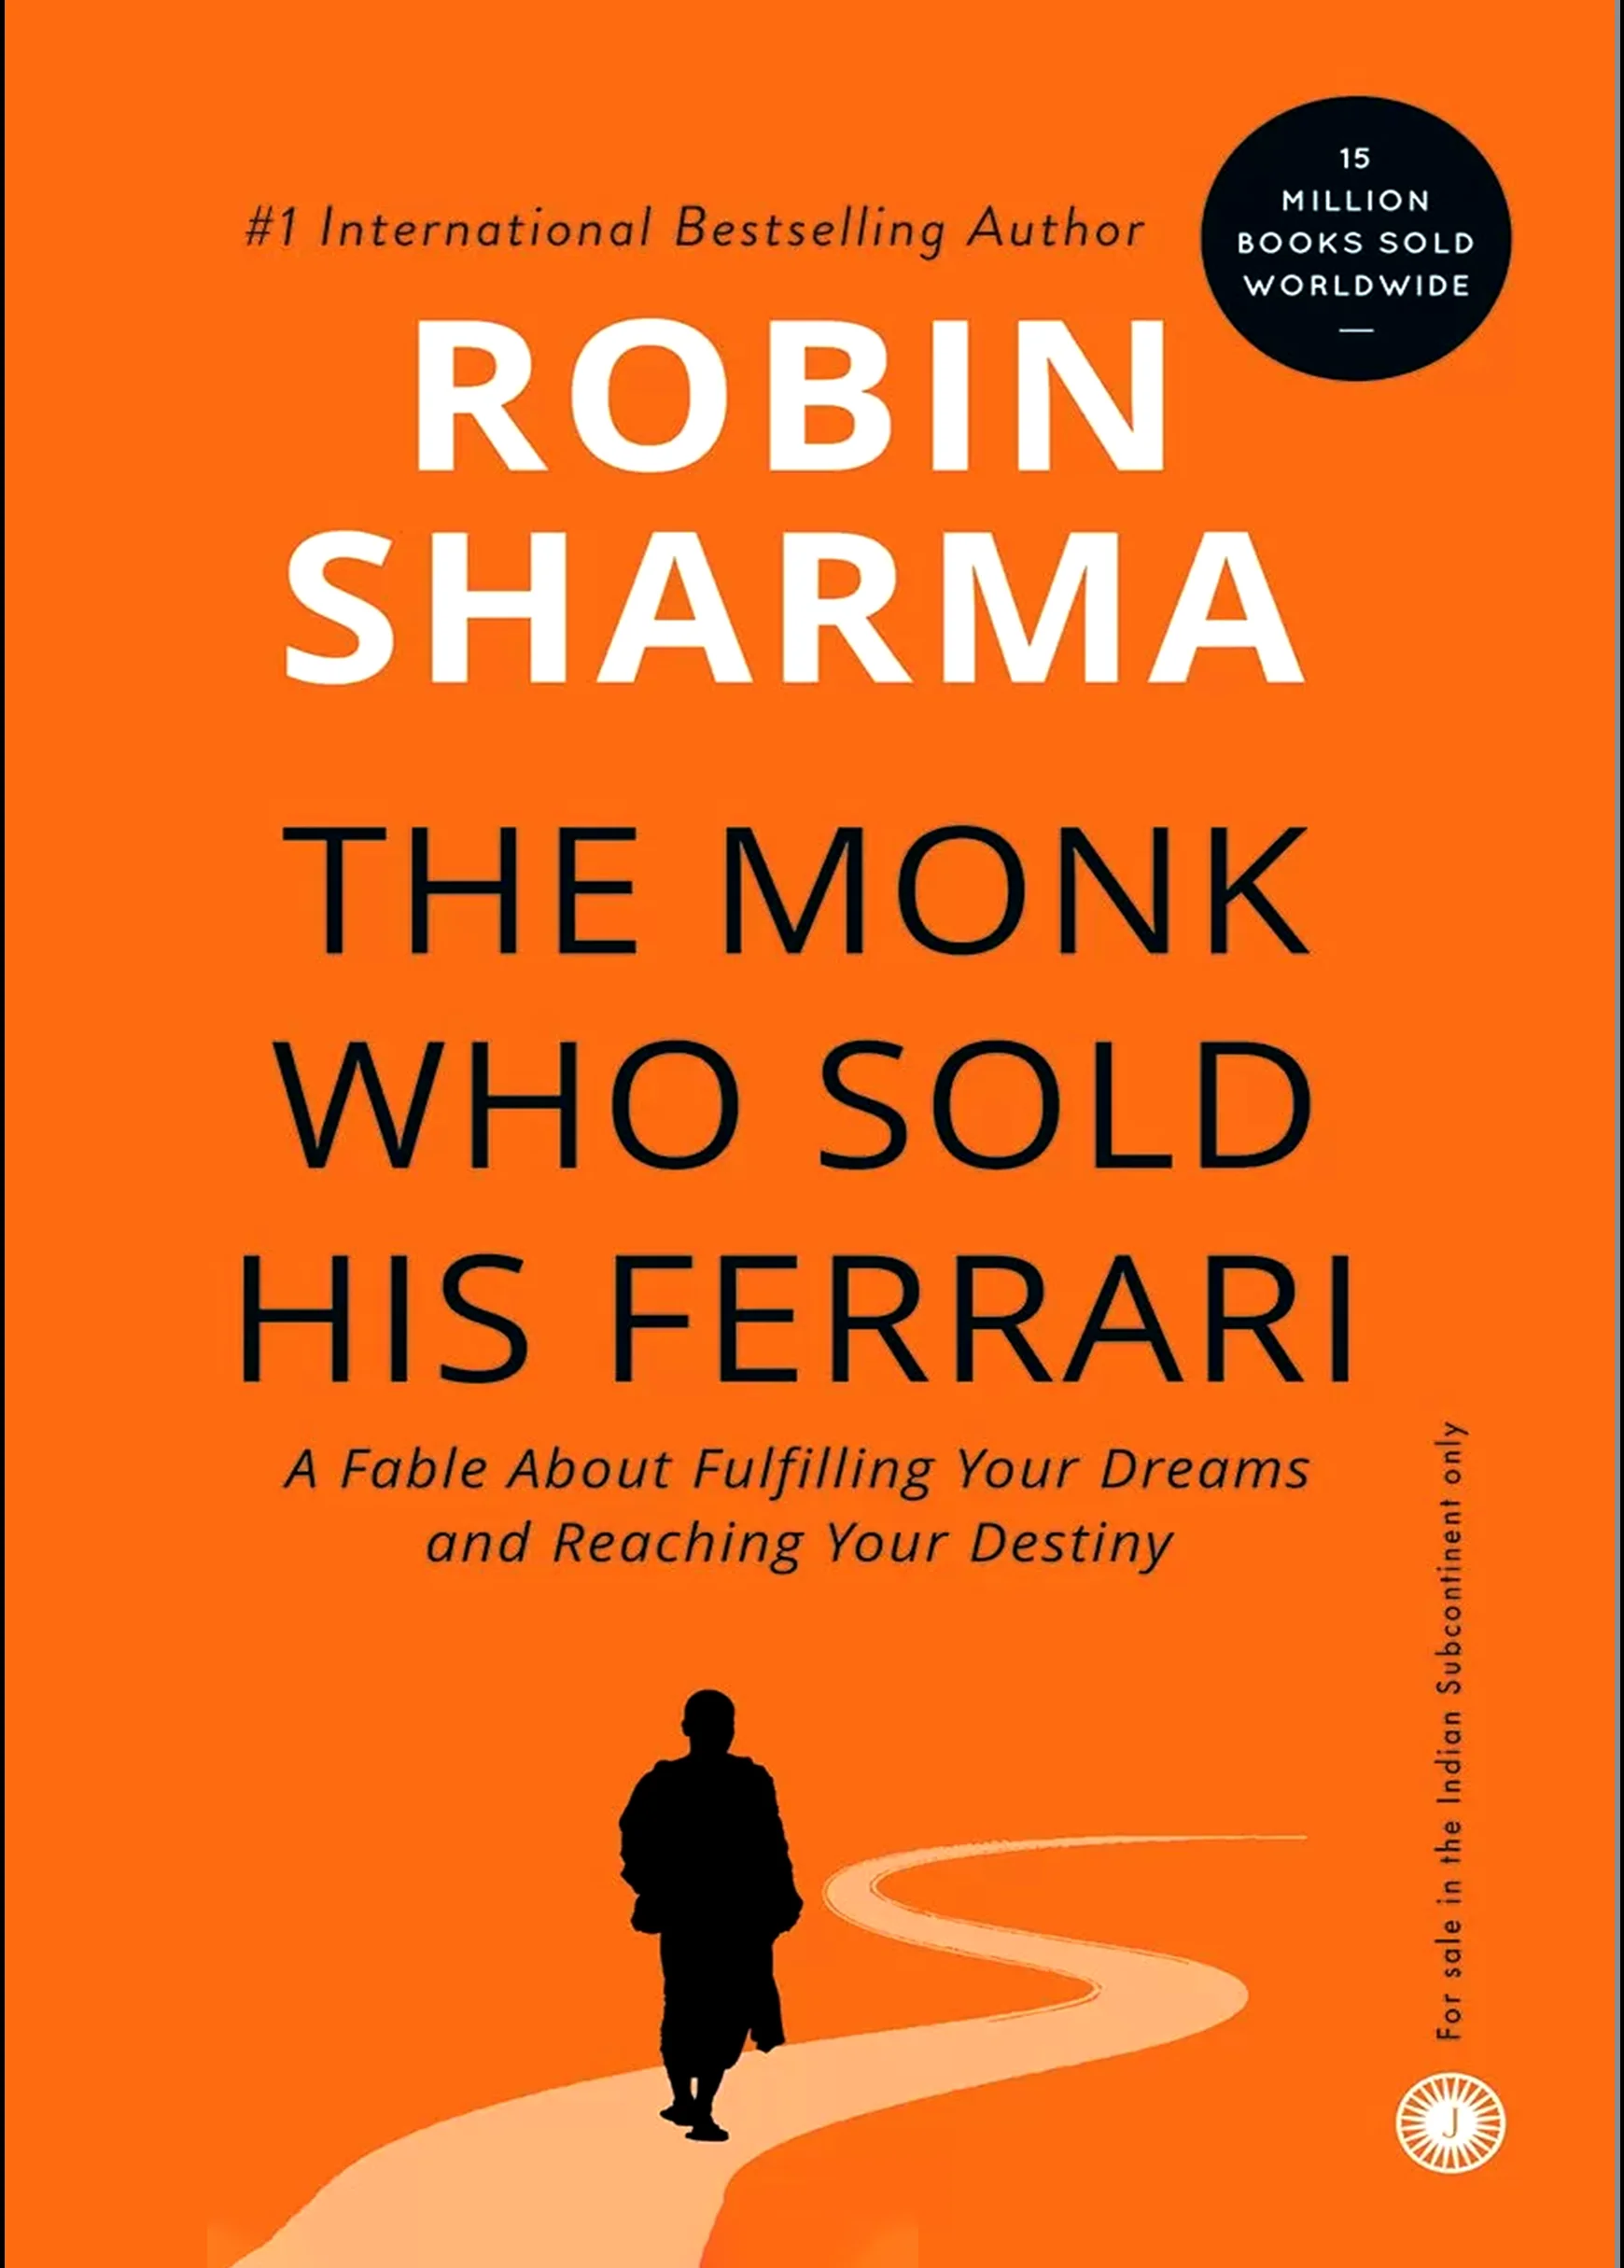 15
MILLION
BOOKS SOLD
WORLDWIDE
#1 International Bestselling Author
ROBIN
SHARMA
THE MONK
WHO SOLD
HIS FERRARI
A Fable About Fulfilling Your Dreams
and Reaching Your Destiny
For sale in the Indian Subcontinent only
J